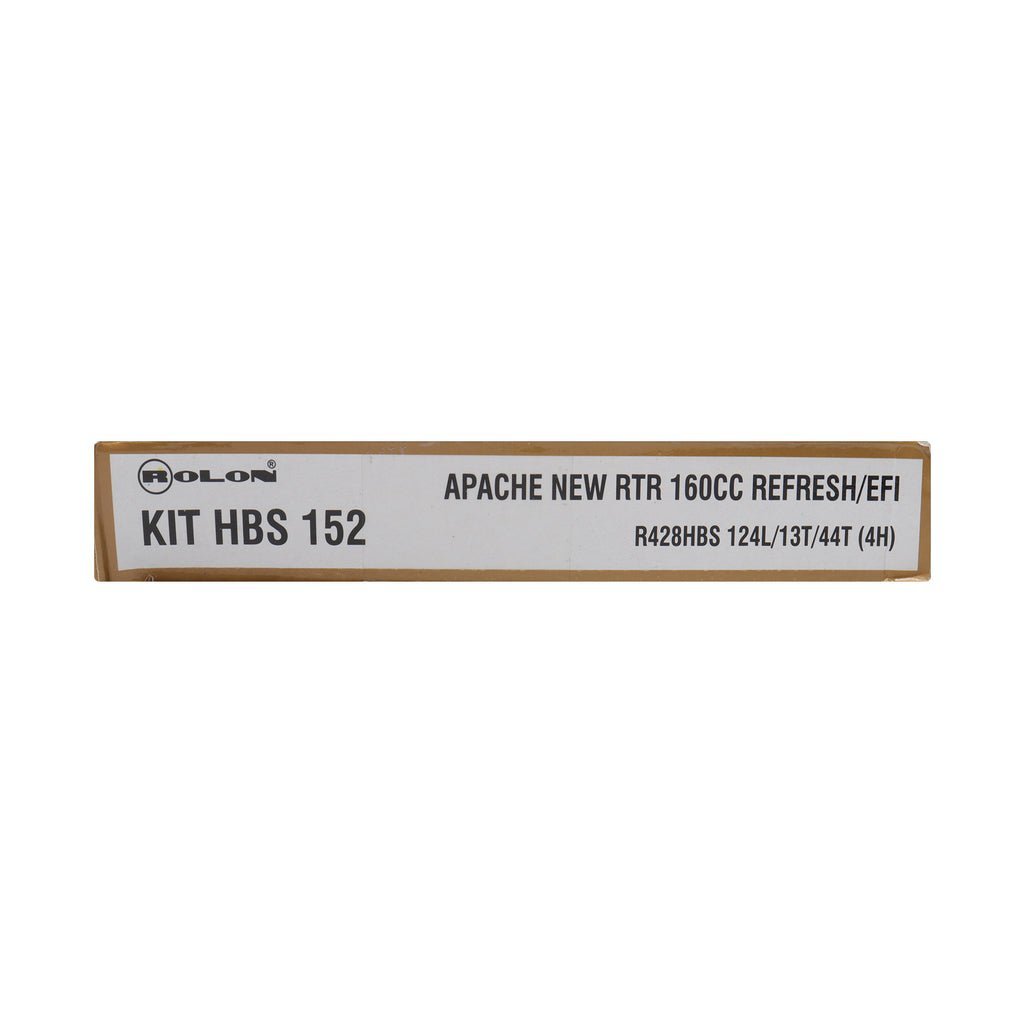 ROLON®
KIT HBS 152
APACHE NEW RTR 160CC REFRESH/EFI
R428HBS 124L/13T/44T (4H)